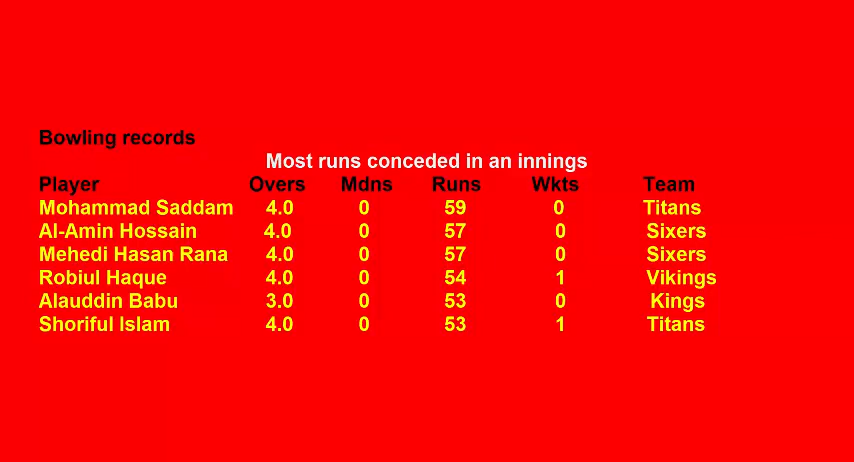 Bowling records
Most runs conceded in an innings
Player Overs Mdns Runs Wkts Team
Mohammad Saddam 4.0 0 59 0 Titans
Al-Amin Hossain 4.0 0 57 0 Sixers
Mehedi Hasan Rana 4.0 0 57 0 Sixers
Robiul Haque 4.0 0 54 1 Vikings
Alauddin Babu 3.0 0 53 0 Kings
Shoriful Islam 4.0 0 53 1 Titans